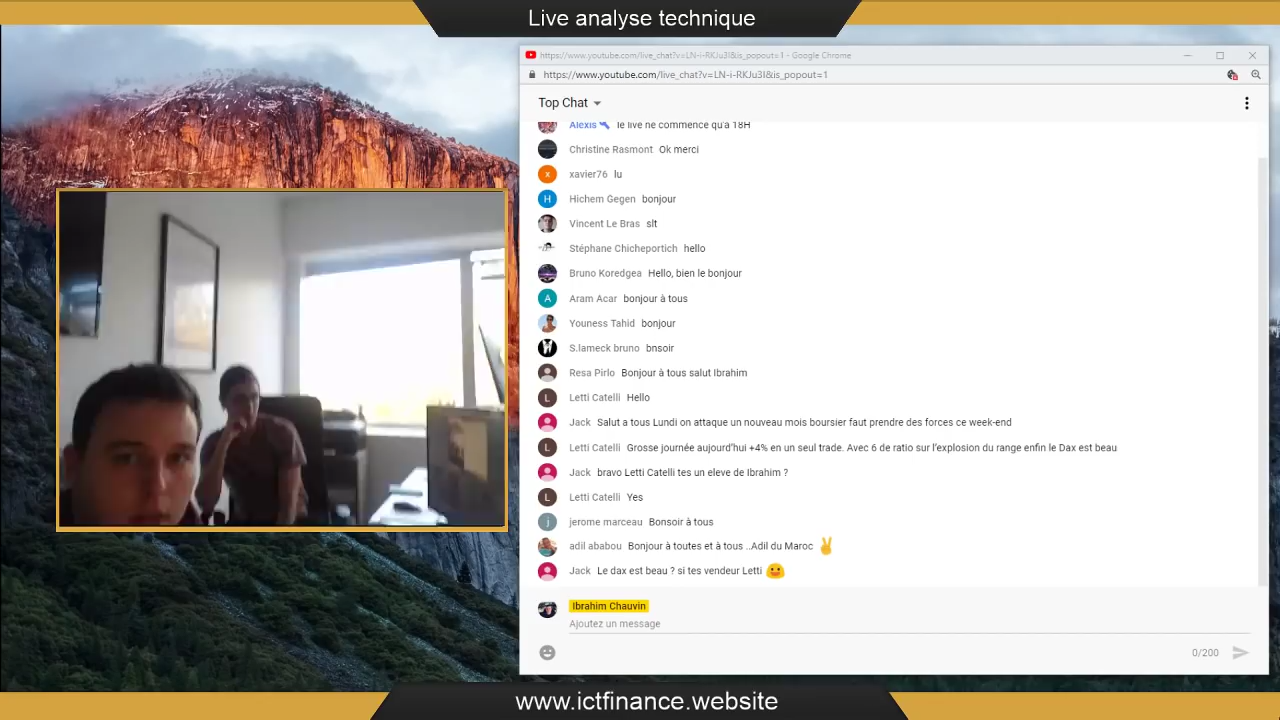 Live analyse technique
https://www.youtube.com/live_chat?v=LN-i-RKJu3I&is_popout=1 - Google Chrome
https://www.youtube.com/live_chat?v=LN-i-RKJu3I&is_popout=1
Top Chat
Alexis le live ne commence qu'a 18H
Christine Rasmont Ok merci
x xavier76 lu
H Hichem Gegen bonjour
Vincent Le Bras slt
Stéphane Chicheportich hello
Bruno Koredgea Hello, bien le bonjour
A Aram Acar bonjour à tous
Youness Tahid bonjour
S.lameck bruno bnsoir
Resa Pirlo Bonjour à tous salut Ibrahim
L Letti Catelli Hello
Jack Salut a tous Lundi on attaque un nouveau mois boursier faut prendre des forces ce week-end
L Letti Catelli Grosse journée aujourd'hui +4% en un seul trade. Avec 6 de ratio sur l'explosion du range enfin le Dax est beau
Jack bravo Letti Catelli tes un eleve de Ibrahim ?
L Letti Catelli Yes
j jerome marceau Bonsoir à tous
adil ababou Bonjour à toutes et à tous ..Adil du Maroc ✌
Jack Le dax est beau ? si tes vendeur Letti 😃
Ibrahim Chauvin
Ajoutez un message
0/200
www.ictfinance.website